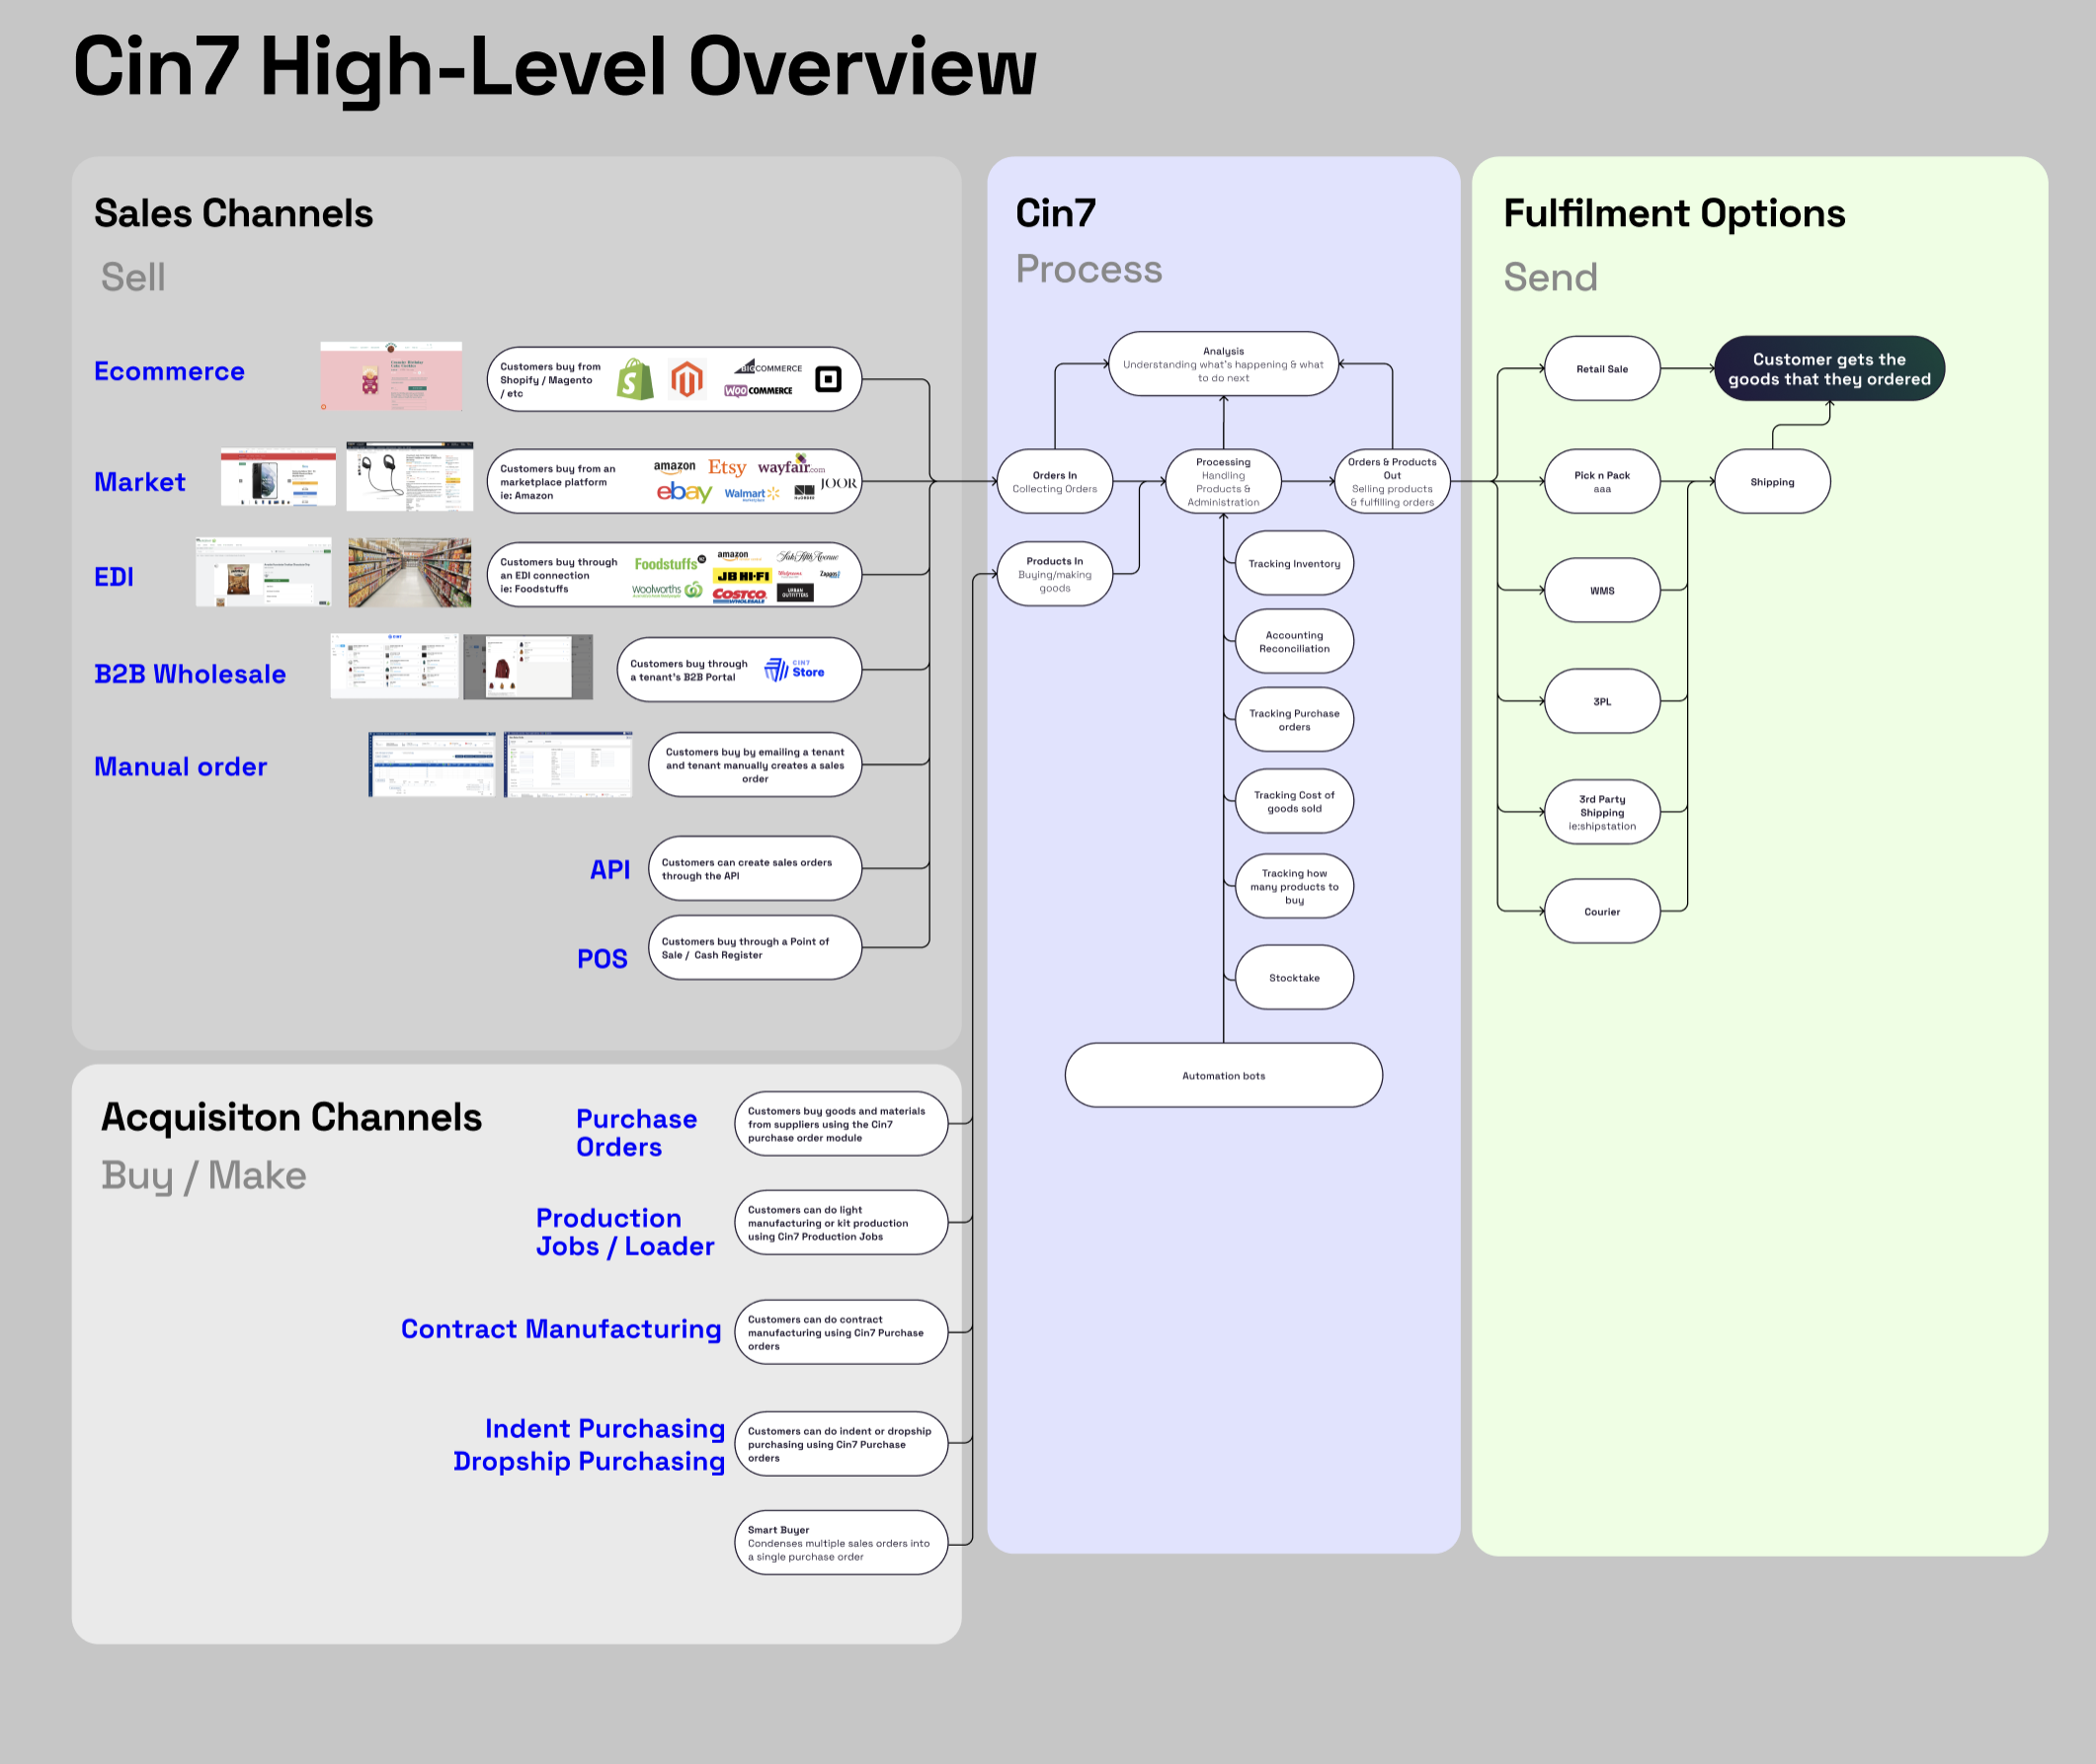 Cin7 High-Level Overview
Sales Channels
Sell
Ecommerce
Customers buy from
Shopify / Magento
/ etc
BIGCOMMERCE
WOO COMMERCE
Market
Customers buy from an
marketplace platform
ie: Amazon
amazon
Etsy
wayfair.com
ebay
Walmart
Marketplace
JOOR
EDI
Customers buy through
an EDI connection
ie: Foodstuffs
Foodstuffs NZ
amazon
Saks Fifth Avenue
JB HI-FI
Walgreens
Zappos
Woolworths
COSTCO
WHOLESALE
URBAN
OUTFITTERS
B2B Wholesale
Customers buy through
a tenant's B2B Portal
CIN7
Store
Manual order
Customers buy by emailing a tenant
and tenant manually creates a sales
order
API
Customers can create sales orders
through the API
POS
Customers buy through a Point of
Sale / Cash Register
Acquisiton Channels
Buy / Make
Purchase
Orders
Customers buy goods and materials
from suppliers using the Cin7
purchase order module
Production
Jobs / Loader
Customers can do light
manufacturing or kit production
using Cin7 Production Jobs
Contract Manufacturing
Customers can do contract
manufacturing using Cin7 Purchase
orders
Indent Purchasing
Dropship Purchasing
Customers can do indent or dropship
purchasing using Cin7 Purchase
orders
Smart Buyer
Condenses multiple sales orders into
a single purchase order
Cin7
Process
Analysis
Understanding what's happening & what
to do next
Orders In
Collecting Orders
Processing
Handling
Products &
Administration
Orders & Products
Out
Selling products
& fulfilling orders
Products In
Buying/making
goods
Tracking Inventory
Accounting
Reconciliation
Tracking Purchase
orders
Tracking Cost of
goods sold
Tracking how
many products to
buy
Stocktake
Automation bots
Fulfilment Options
Send
Retail Sale
Customer gets the
goods that they ordered
Pick n Pack
aaa
Shipping
WMS
3PL
3rd Party
Shipping
ie:shipstation
Courier